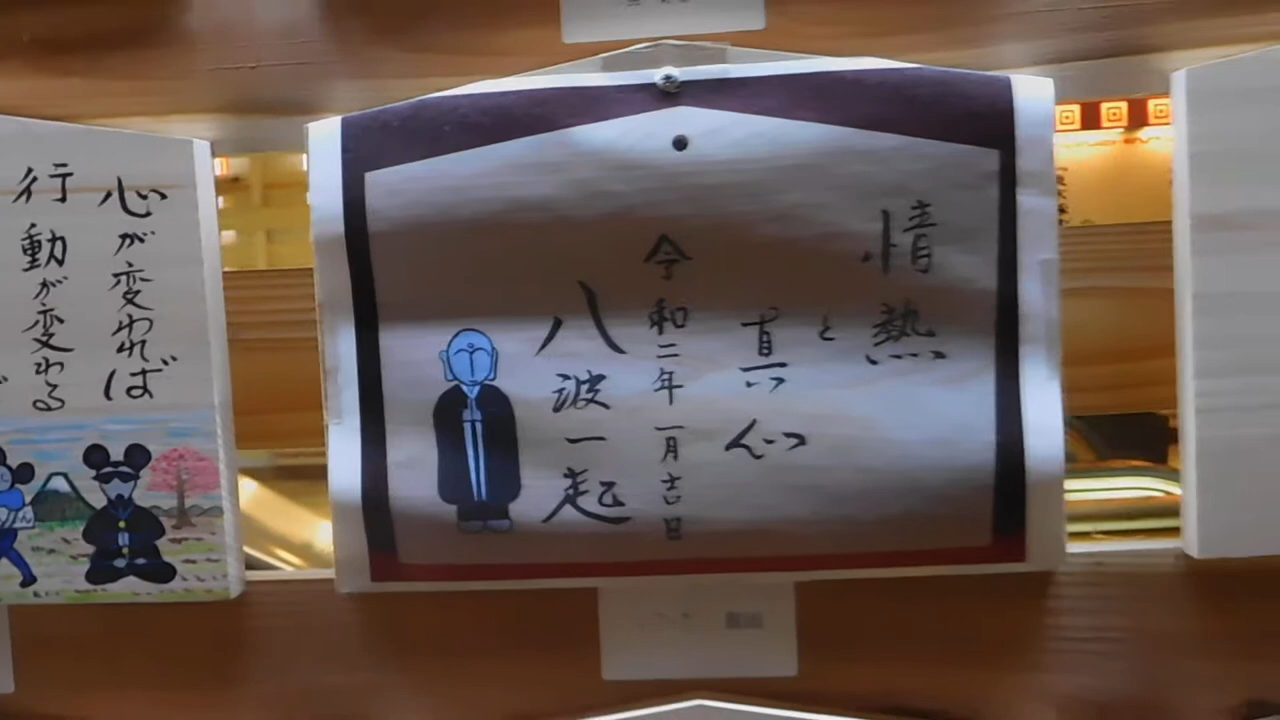 情熱
と
真心
令和二年一月吉日
八波一起
心が変われば
行動が変わる